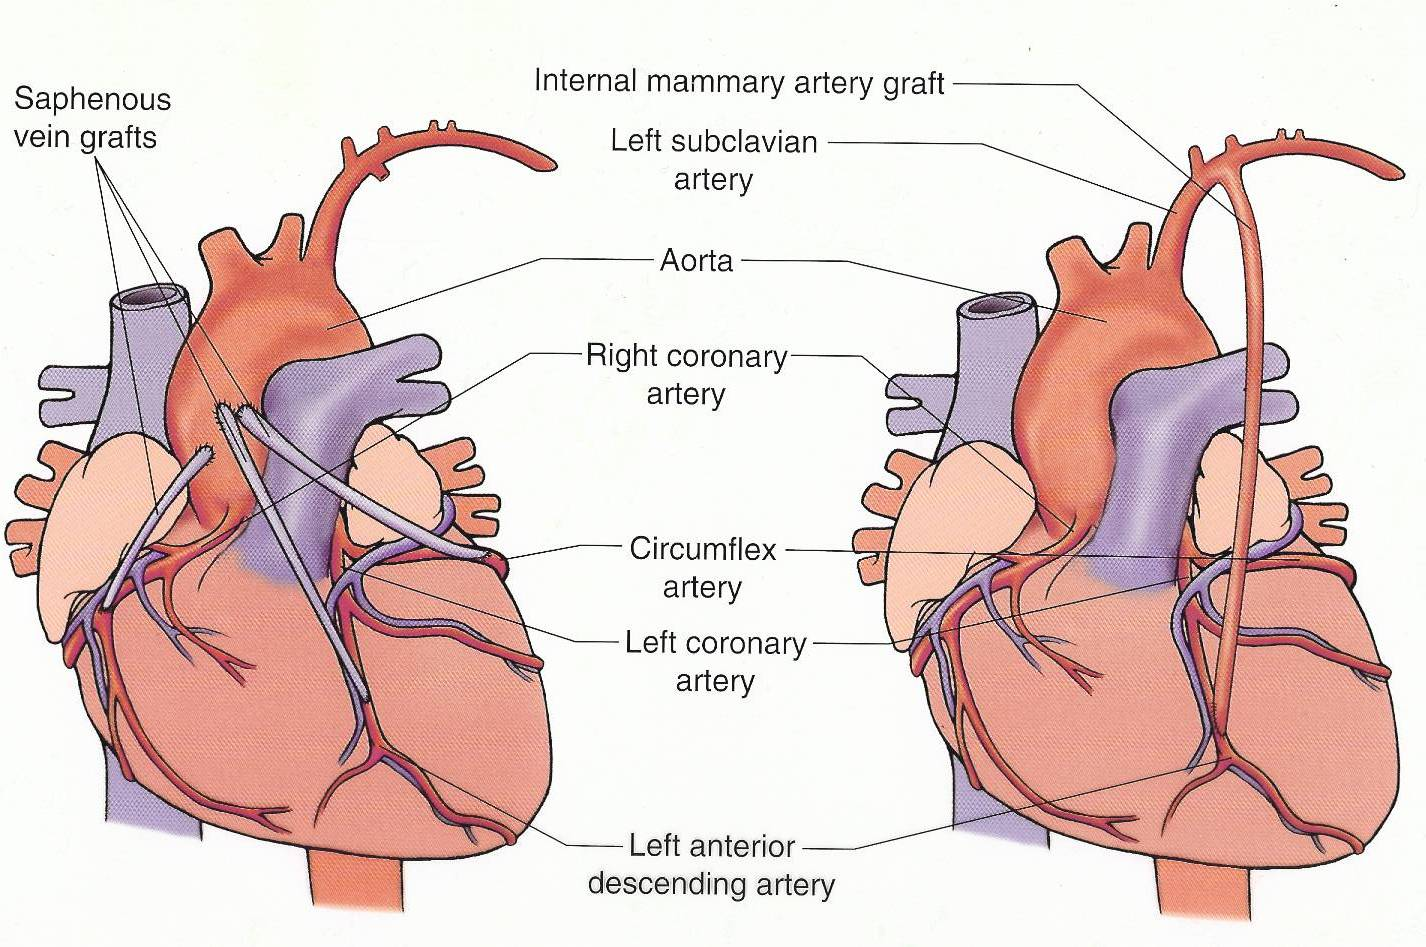 Saphenous
vein grafts
Internal mammary artery graft
Left subclavian
artery
Aorta
Right coronary
artery
Circumflex
artery
Left coronary
artery
Left anterior
descending artery